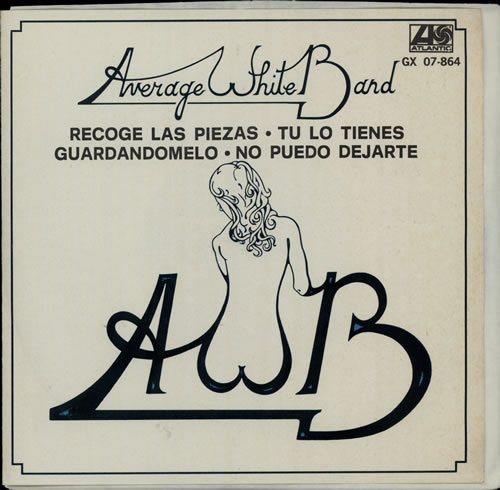 ATLANTIC
GX 07-864
Average White Band
RECOGE LAS PIEZAS • TU LO TIENES
GUARDANDOMELO • NO PUEDO DEJARTE
AWB